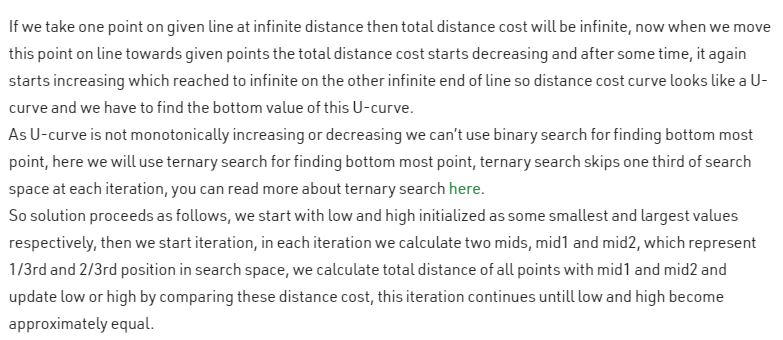 If we take one point on given line at infinite distance then total distance cost will be infinite, now when we move
this point on line towards given points the total distance cost starts decreasing and after some time, it again
starts increasing which reached to infinite on the other infinite end of line so distance cost curve looks like a U-
curve and we have to find the bottom value of this U-curve.
As U-curve is not monotonically increasing or decreasing we can't use binary search for finding bottom most
point, here we will use ternary search for finding bottom most point, ternary search skips one third of search
space at each iteration, you can read more about ternary search here.
So solution proceeds as follows, we start with low and high initialized as some smallest and largest values
respectively, then we start iteration, in each iteration we calculate two mids, mid1 and mid2, which represent
1/3rd and 2/3rd position in search space, we calculate total distance of all points with mid1 and mid2 and
update low or high by comparing these distance cost, this iteration continues untill low and high become
approximately equal.